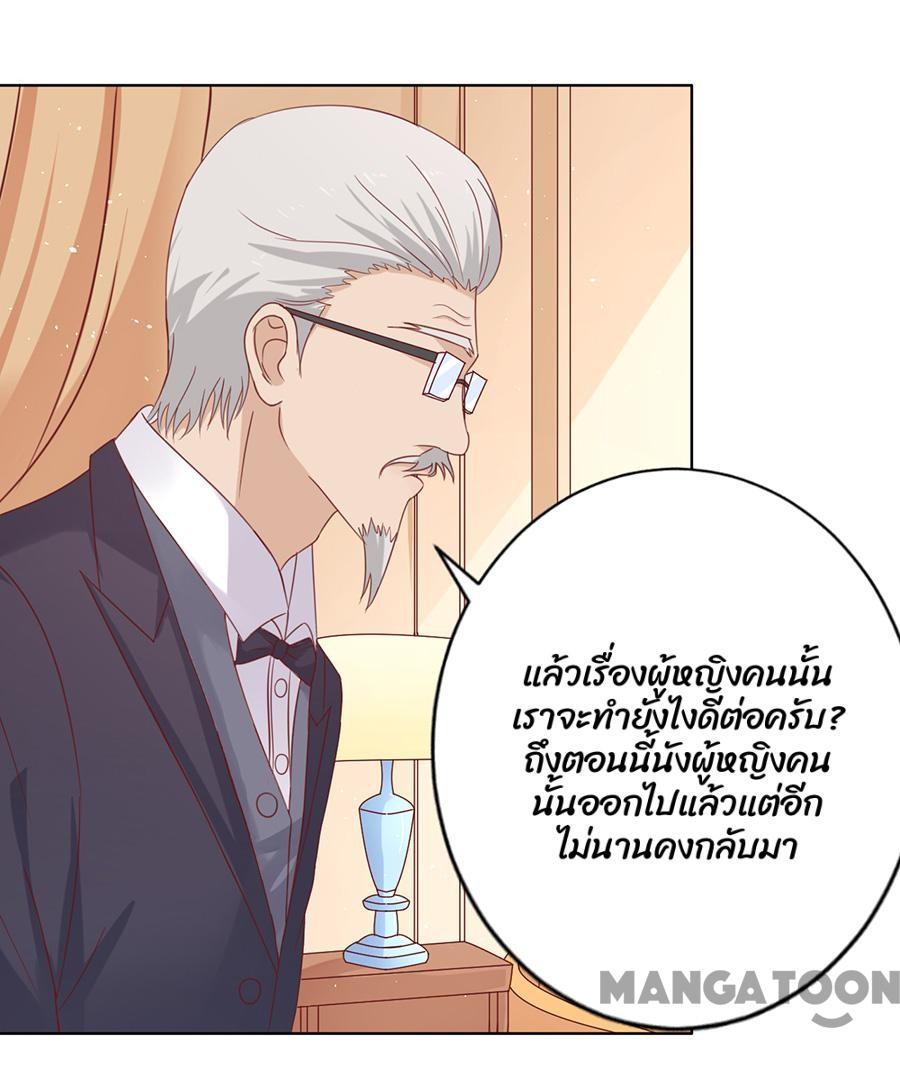 แล้วเรื่องผู้หญิงคนนั้น
เราจะทำยังไงดีต่อครับ?
ถึงตอนนี้นังผู้หญิงคน
นั้นออกไปแล้วแต่อีก
ไม่นานคงกลับมา
MANGATOON